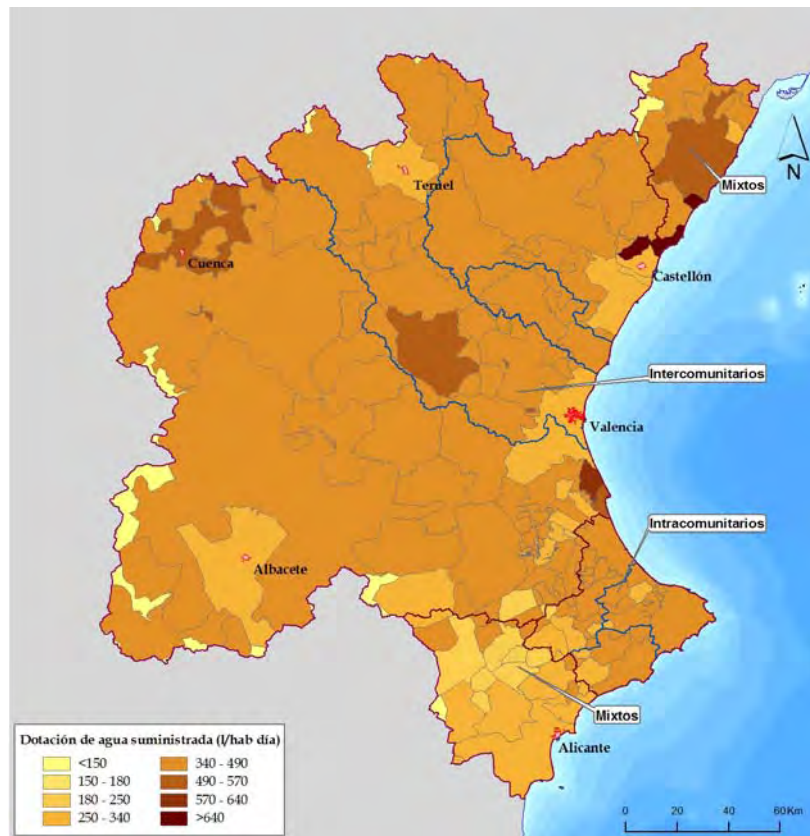 Mixtos
N
Teruel
Cuenca
Castellón
Intercomunitarios
Valencia
Intracomunitarios
Albacete
Mixtos
Alicante
Dotación de agua suministrada (l/hab día)
<150
150 - 180
180 - 250
250 - 340
340 - 490
490 - 570
570 - 640
>640
0 20 40 60Km